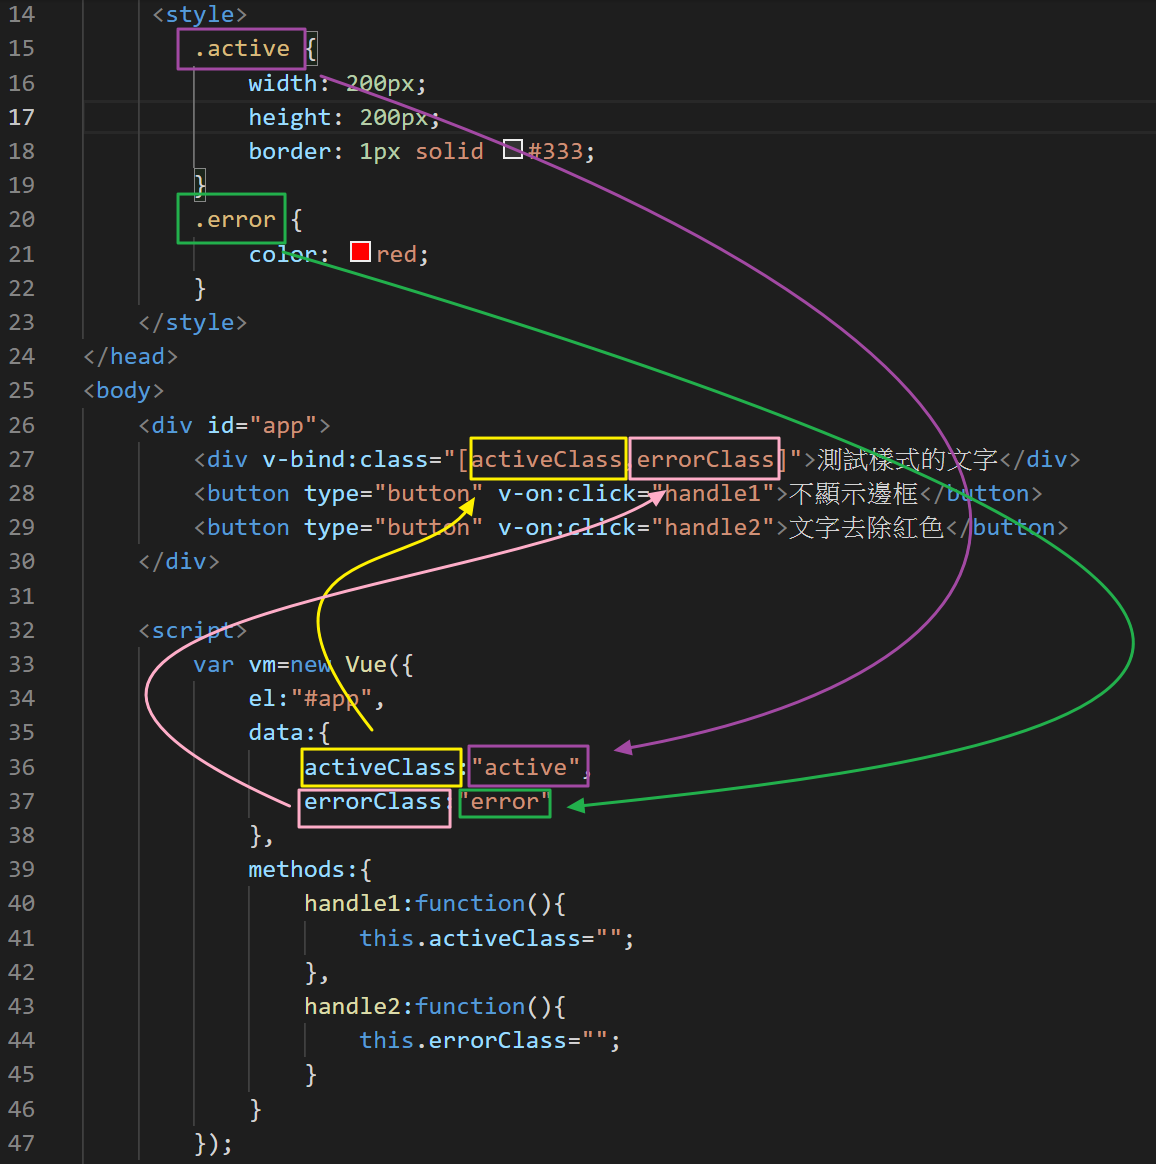 14 <style>
15 .active {
16 width: 200px;
17 height: 200px;
18 border: 1px solid #333;
19 }
20 .error {
21 color: red;
22 }
23 </style>
24 </head>
25 <body>
26 <div id="app">
27 <div v-bind:class="[activeClass,errorClass]">測試樣式的文字</div>
28 <button type="button" v-on:click="handle1">不顯示邊框</button>
29 <button type="button" v-on:click="handle2">文字去除紅色</button>
30 </div>
31
32 <script>
33 var vm=new Vue({
34 el:"#app",
35 data:{
36 activeClass:"active",
37 errorClass:"error"
38 },
39 methods:{
40 handle1:function(){
41 this.activeClass="";
42 },
43 handle2:function(){
44 this.errorClass="";
45 }
46 }
47 });